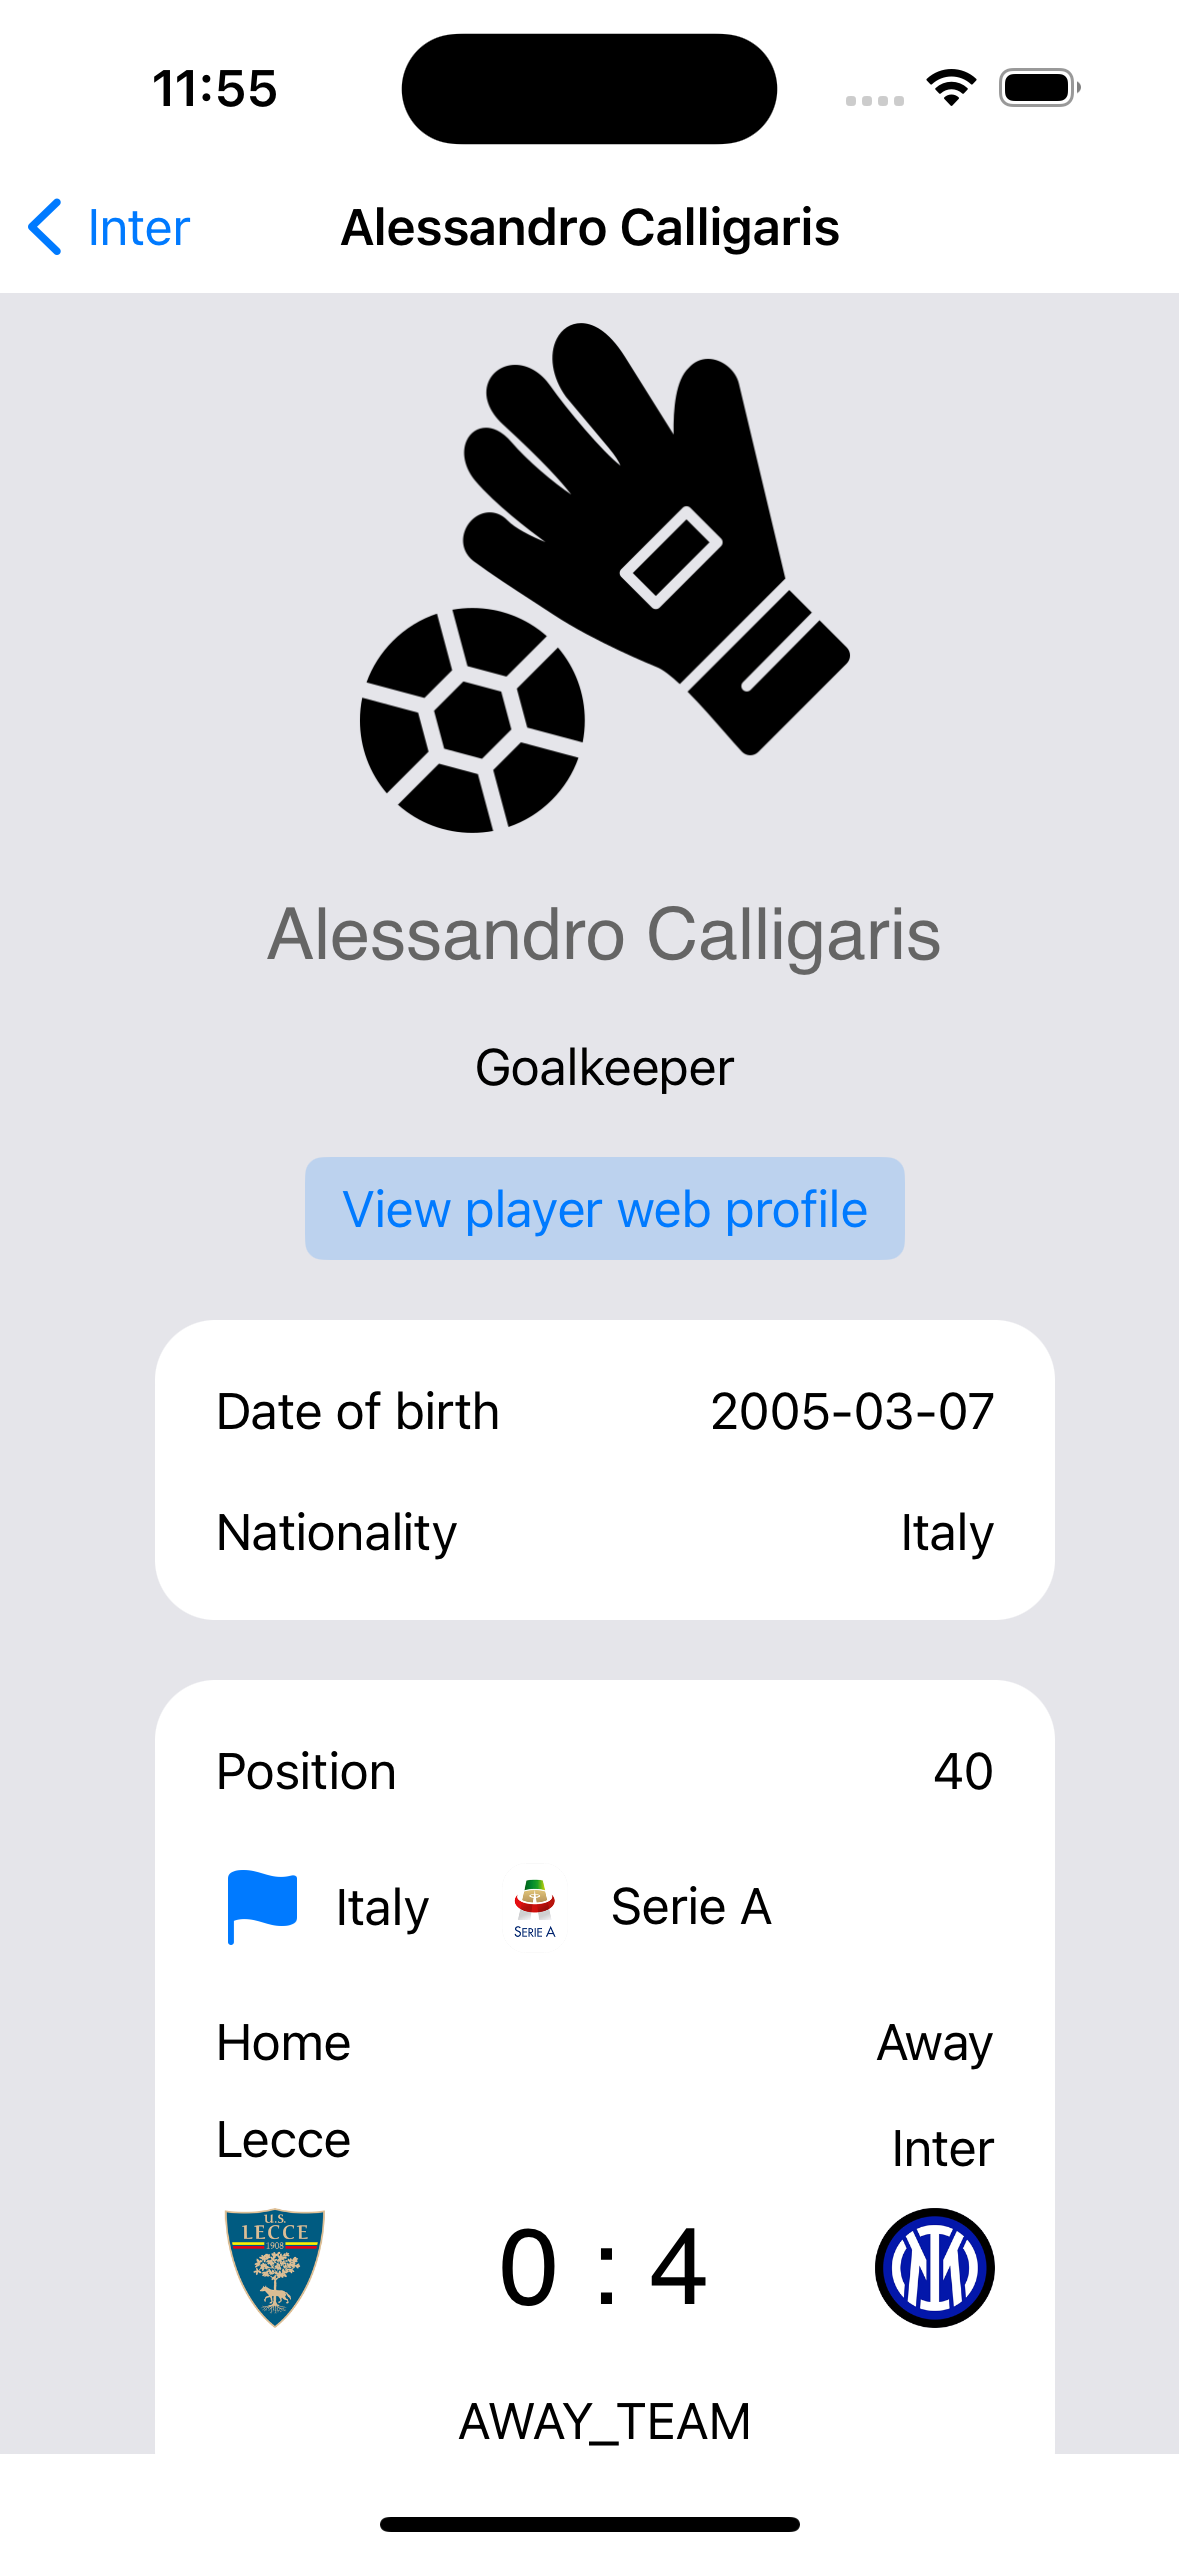 11:55
Inter
Alessandro Calligaris
Alessandro Calligaris
Goalkeeper
View player web profile
Date of birth 2005-03-07
Nationality Italy
Position 40
Italy SERIE A Serie A
Home Away
Lecce Inter
U.S.
LECCE
1908
0 : 4
AWAY_TEAM